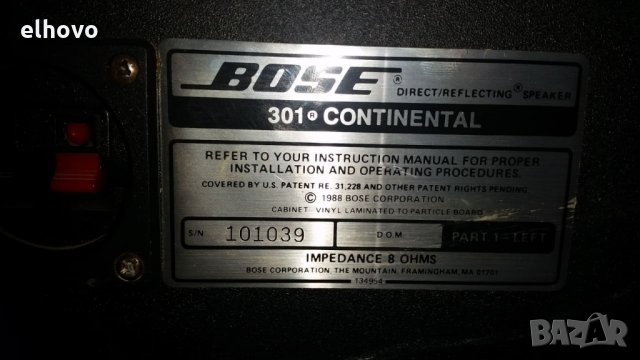 elhovo
BOSE® DIRECT/REFLECTING® SPEAKER
301® CONTINENTAL
REFER TO YOUR INSTRUCTION MANUAL FOR PROPER
INSTALLATION AND OPERATING PROCEDURES.
COVERED BY U.S. PATENT RE. 31,228 AND OTHER PATENT RIGHTS PENDING
© 1988 BOSE CORPORATION
CABINET - VINYL LAMINATED TO PARTICLE BOARD
S/N 101039 D.O.M. PART 1 - LEFT
IMPEDANCE 8 OHMS
BOSE CORPORATION, THE MOUNTAIN, FRAMINGHAM, MA 01701
134954
BAZAR